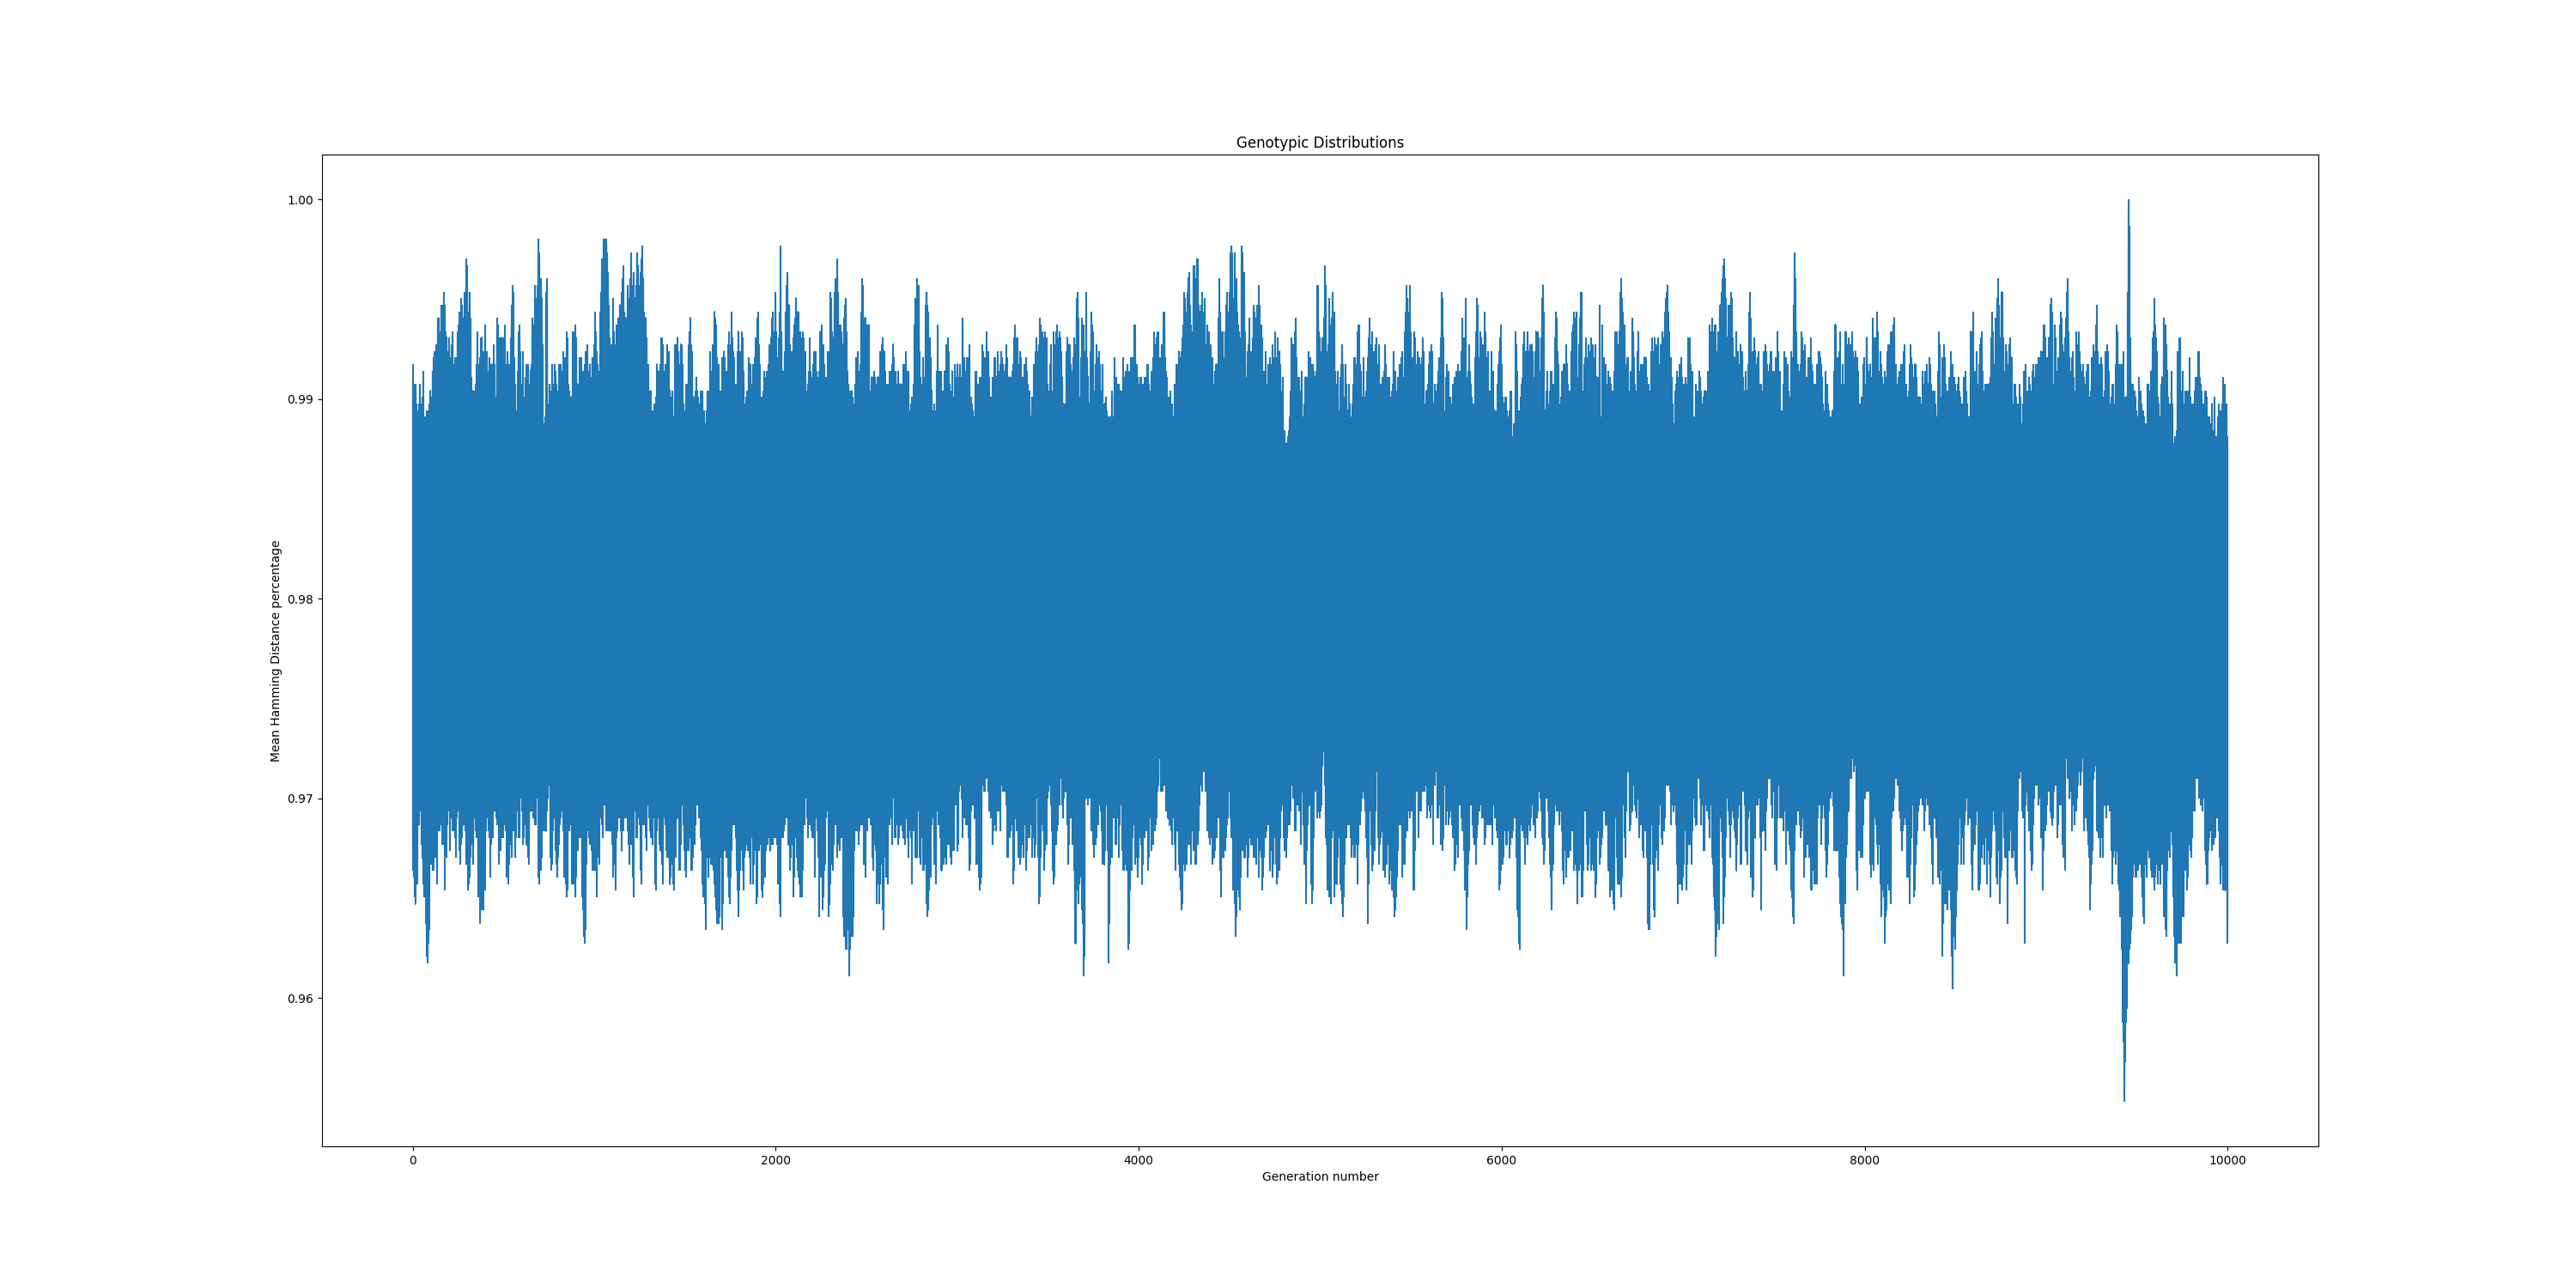 Genotypic Distributions
1.00
0.99
0.98
0.97
0.96
Mean Hamming Distance percentage
0 2000 4000 6000 8000 10000
Generation number